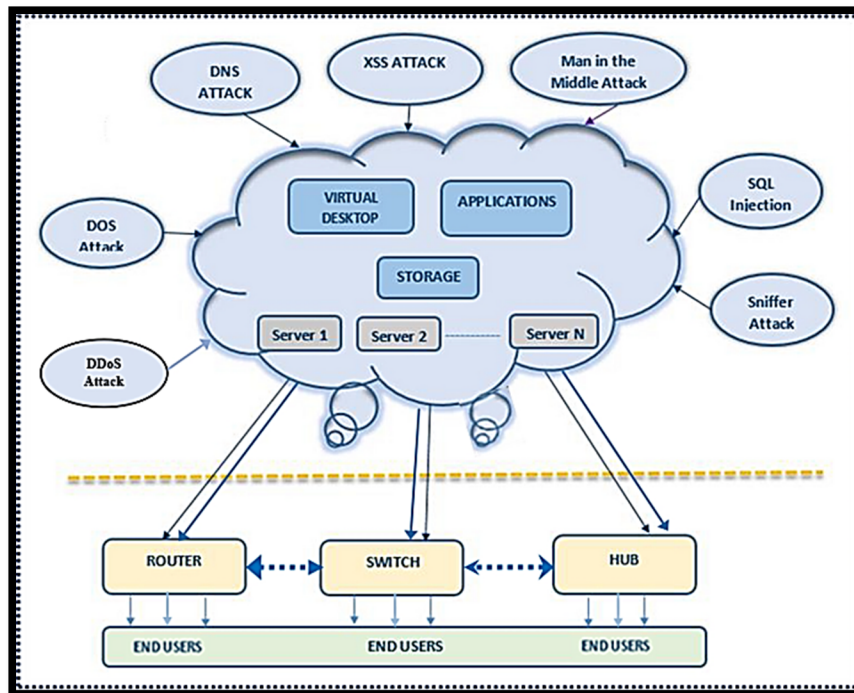 DNS
ATTACK
XSS ATTACK
Man in the
Middle Attack
SQL
Injection
DOS
Attack
VIRTUAL
DESKTOP
APPLICATIONS
STORAGE
Sniffer
Attack
Server 1
Server 2
Server N
DDoS
Attack
ROUTER
SWITCH
HUB
END USERS
END USERS
END USERS